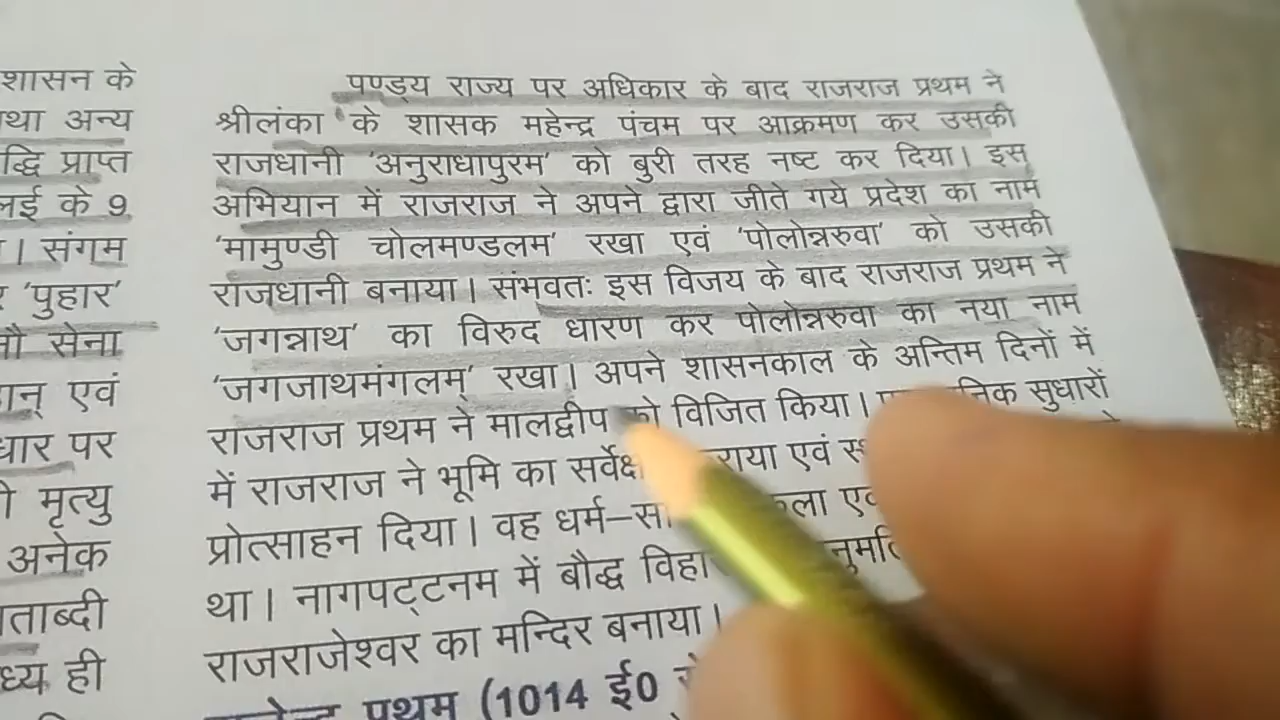 शासन के
था अन्य
द्धि प्राप्त
लई के 9
। संगम
'पुहार'
नौ सेना
ान् एवं
धार पर
मृत्यु
अनेक
ताब्दी
ध्य ही
पण्ड्य राज्य पर अधिकार के बाद राजराज प्रथम ने
श्रीलंका के शासक महेन्द्र पंचम पर आक्रमण कर उसकी
राजधानी 'अनुराधापुरम' को बुरी तरह नष्ट कर दिया। इस
अभियान में राजराज ने अपने द्वारा जीते गये प्रदेश का नाम
'मामुण्डी चोलमण्डलम' रखा एवं 'पोलोन्नरुवा' को उसकी
राजधानी बनाया। संभवतः इस विजय के बाद राजराज प्रथम ने
'जगन्नाथ' का विरुद धारण कर पोलोन्नरुवा का नया नाम
'जगजाथमंगलम्' रखा। अपने शासनकाल के अन्तिम दिनों में
राजराज प्रथम ने मालद्वीप को विजित किया। सुधारों
में राजराज ने भूमि का एवं
प्रोत्साहन दिया। वह
था। नागपट्टनम में बौद्ध
राजराजेश्वर का मन्दिर बनाया।
प्रथम (1014 ई0